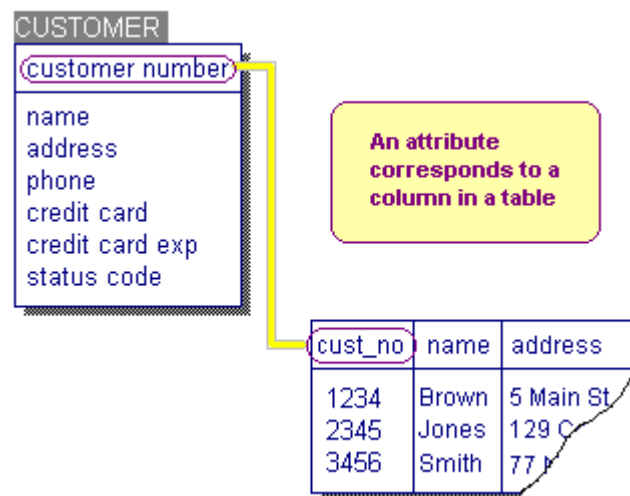 CUSTOMER
customer number
name
address
phone
credit card
credit card exp
status code
An attribute
corresponds to a
column in a table
cust_no name address
1234 Brown 5 Main St
2345 Jones 129
3456 Smith 77